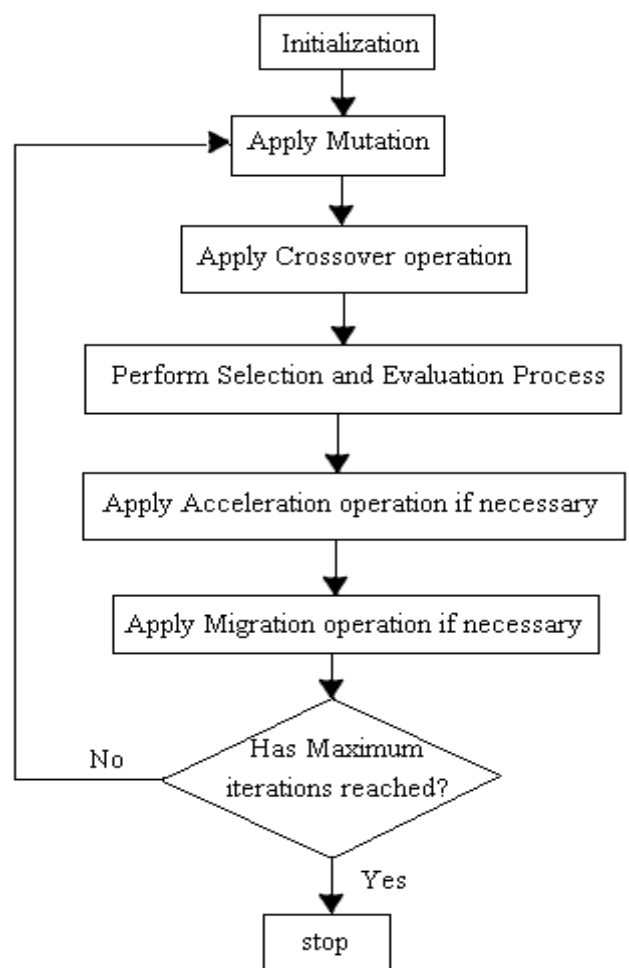 Initialization
Apply Mutation
Apply Crossover operation
Perform Selection and Evaluation Process
Apply Acceleration operation if necessary
Apply Migration operation if necessary
Has Maximum
iterations reached?
No
Yes
stop